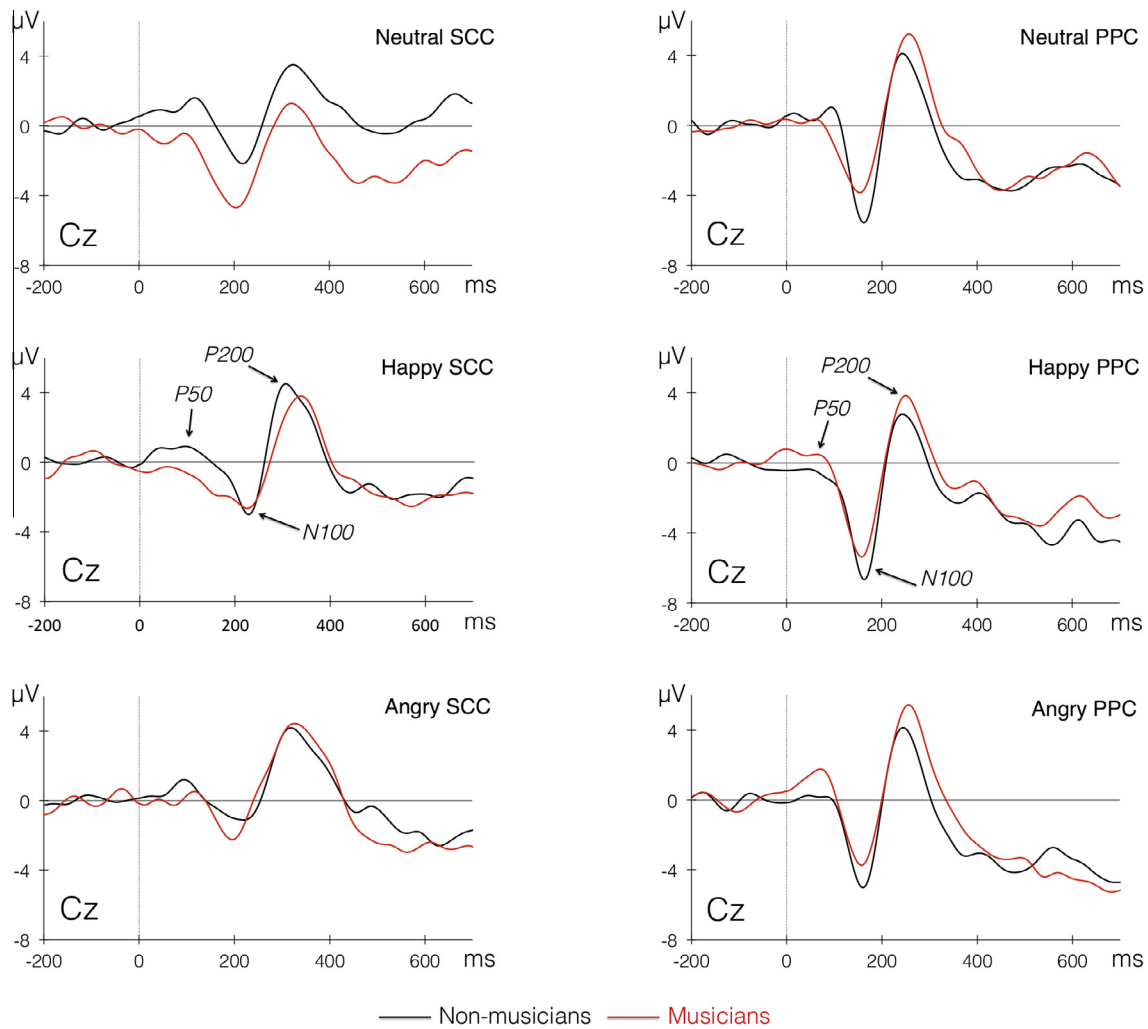 µV
Neutral SCC
4
0
-4
Cz
-8
-200 0 200 400 600 ms
µV
Neutral PPC
4
0
-4
Cz
-8
-200 0 200 400 600 ms
µV
Happy SCC
P200
4
P50
0
N100
-4
Cz
-8
-200 0 200 400 600 ms
µV
Happy PPC
P200
4
P50
0
-4
Cz
N100
-8
-200 0 200 400 600 ms
µV
Angry SCC
4
0
-4
Cz
-8
-200 0 200 400 600 ms
µV
Angry PPC
4
0
-4
Cz
-8
-200 0 200 400 600 ms
Non-musicians Musicians